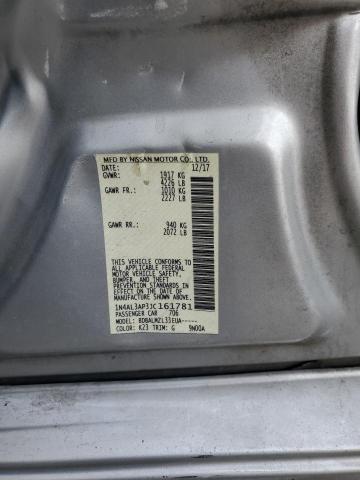 MFD BY NISSAN MOTOR CO., LTD.
DATE: 12/17
GVWR: 1917 KG
4226 LB
GAWR FR.: 1010 KG
2227 LB
GAWR RR.: 940 KG
2072 LB
THIS VEHICLE CONFORMS TO
ALL APPLICABLE FEDERAL
MOTOR VEHICLE SAFETY,
BUMPER, AND THEFT
PREVENTION STANDARDS IN
EFFECT ON THE DATE OF
MANUFACTURE SHOWN ABOVE.
1N4AL3AP3JC161781
PASSENGER CAR 706
MODEL: BDBALMZL33EUA-----
COLOR: K23 TRIM: G 9N00A